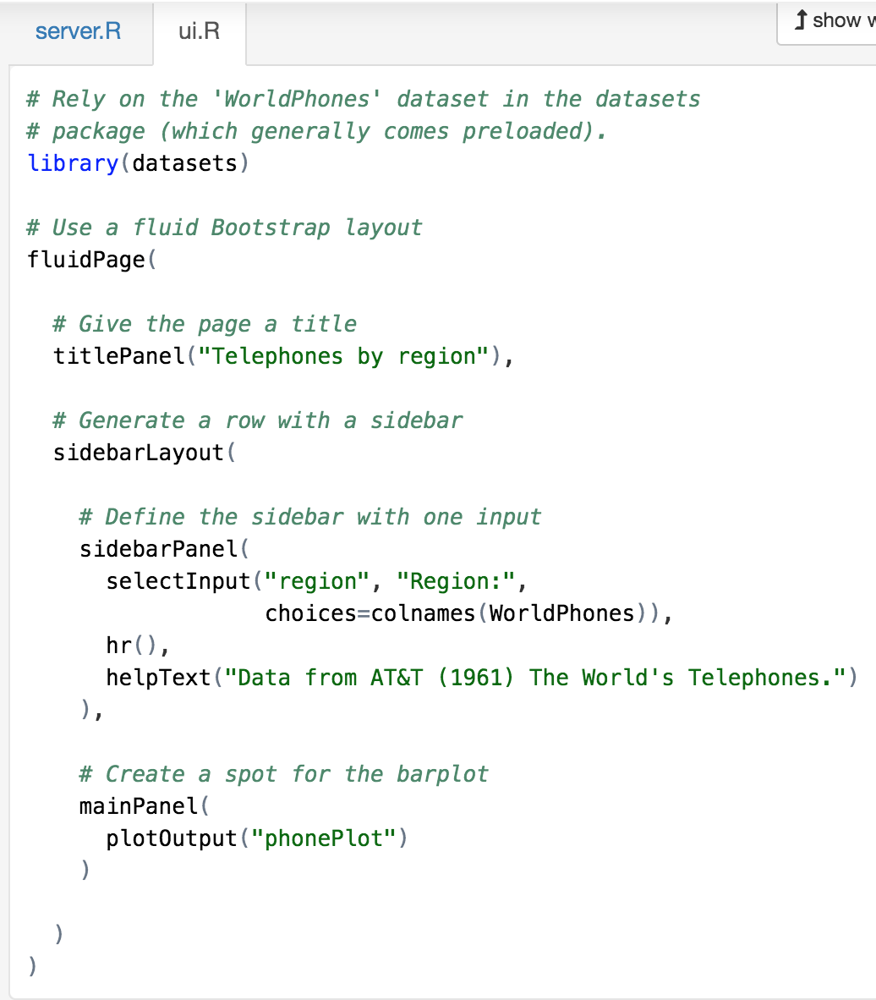 server.R
ui.R
show
# Rely on the 'WorldPhones' dataset in the datasets
# package (which generally comes preloaded).
library(datasets)
# Use a fluid Bootstrap layout
fluidPage(
# Give the page a title
titlePanel("Telephones by region"),
# Generate a row with a sidebar
sidebarLayout(
# Define the sidebar with one input
sidebarPanel(
selectInput("region", "Region:",
choices=colnames(WorldPhones)),
hr(),
helpText("Data from AT&T (1961) The World's Telephones.")
),
# Create a spot for the barplot
mainPanel(
plotOutput("phonePlot")
)
)
)